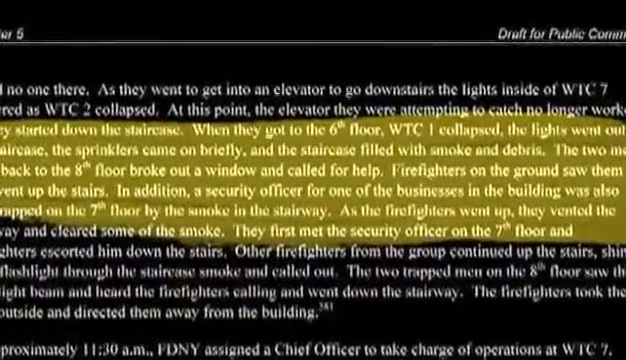 er 5
Draft for Public Comm
no one there. As they went to get into an elevator to go downstairs the lights inside of WTC 7
ered as WTC 2 collapsed. At this point, the elevator they were attempting to catch no longer work
ey started down the staircase. When they got to the 6th floor, WTC 1 collapsed, the lights went out
aircase, the sprinklers came on briefly, and the staircase filled with smoke and debris. The two me
back to the 8th floor broke out a window and called for help. Firefighters on the ground saw them
vent up the stairs. In addition, a security officer for one of the businesses in the building was also
rapped on the 7th floor by the smoke in the stairway. As the firefighters went up, they vented the
way and cleared some of the smoke. They first met the security officer on the 7th floor and
ghters escorted him down the stairs. Other firefighters from the group continued up the stairs, shin
flashlight through the staircase smoke and called out. The two trapped men on the 8th floor saw th
light beam and heard the firefighters calling and went down the stairway. The firefighters took the
outside and directed them away from the building.381
proximately 11:30 a.m., FDNY assigned a Chief Officer to take charge of operations at WTC 7.